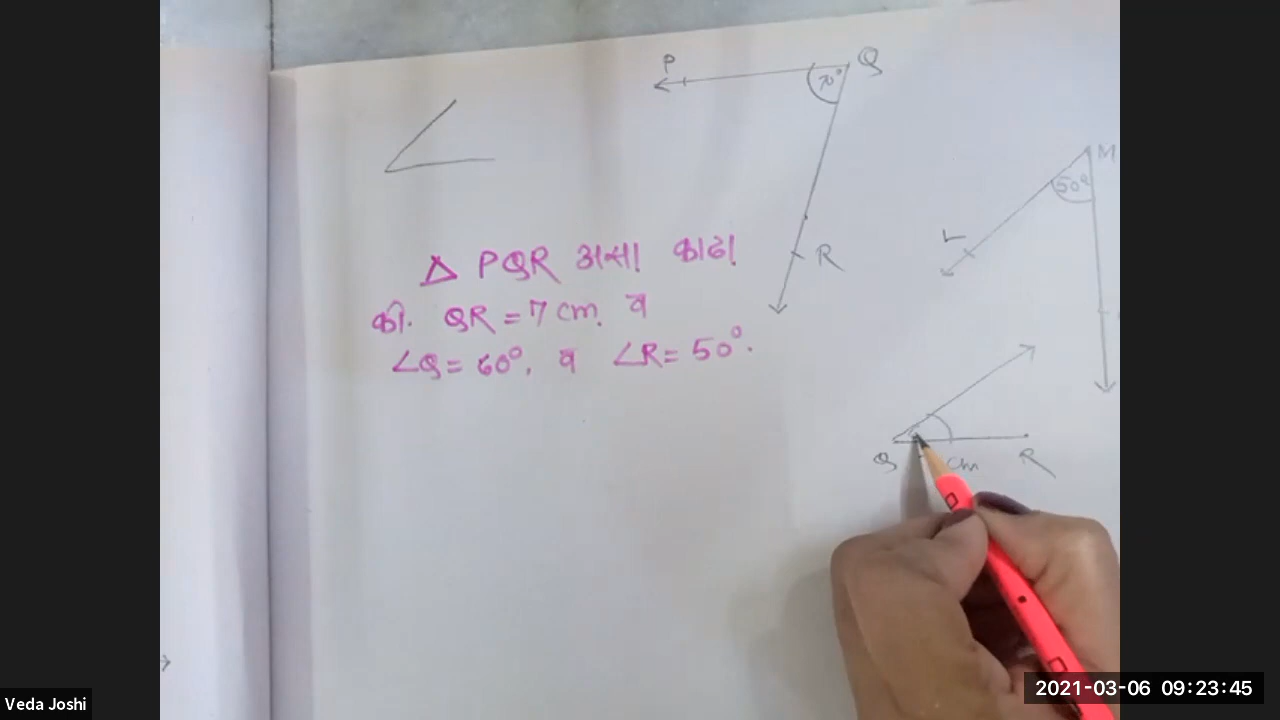 P
Q
70°
R
M
50°
L
△ PQR असा काढा
की. QR = 7 cm. व
∠Q = 60°, व ∠R = 50°.
Q cm R
Veda Joshi
2021-03-06 09:23:45